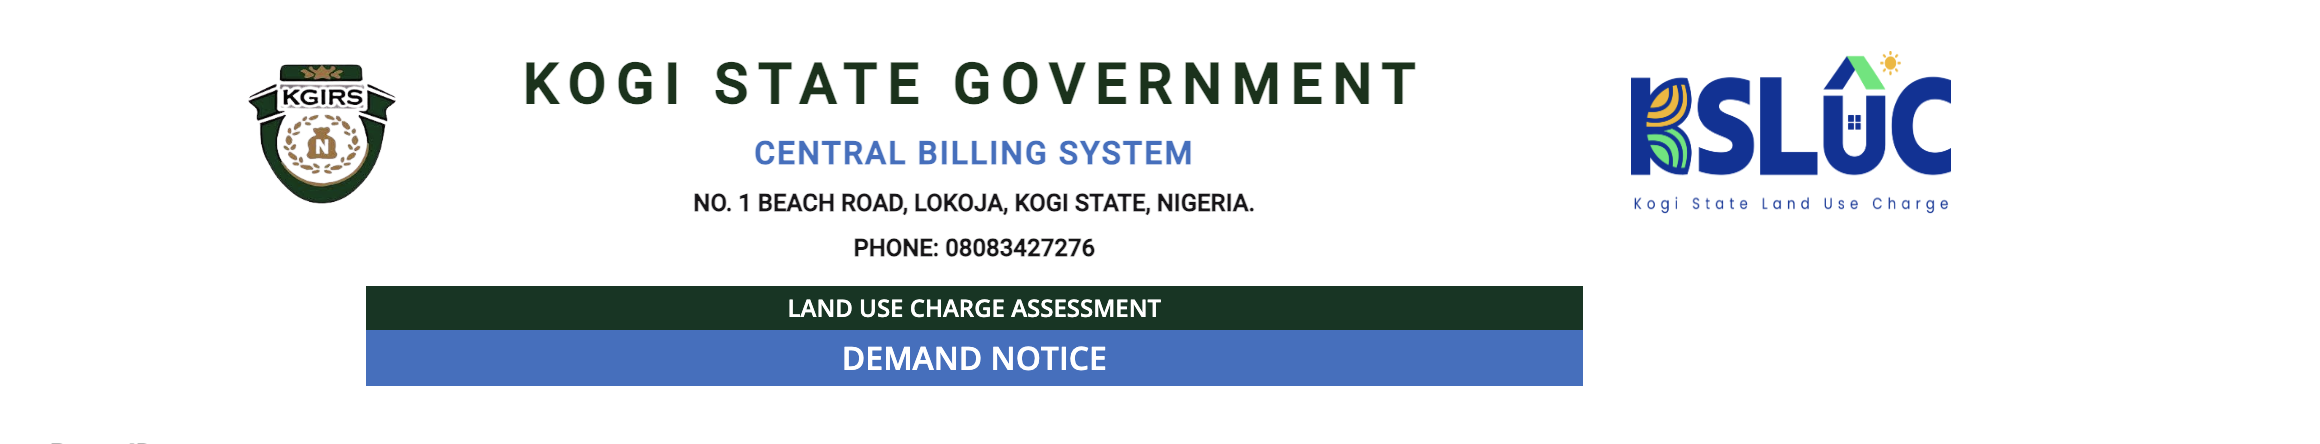 KGIRS
N
KOGI STATE GOVERNMENT
CENTRAL BILLING SYSTEM
NO. 1 BEACH ROAD, LOKOJA, KOGI STATE, NIGERIA.
PHONE: 08083427276
KSLUC
Kogi State Land Use Charge
LAND USE CHARGE ASSESSMENT
DEMAND NOTICE